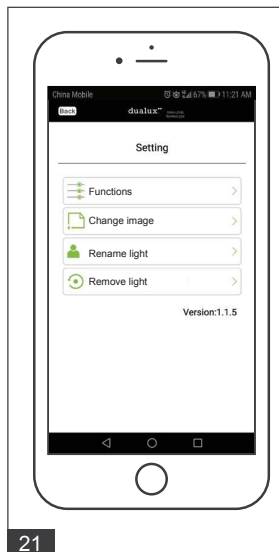 China Mobile 67% 11:21 AM
Back dualux
Setting
Functions
Change image
Rename light
Remove light
Version:1.1.5
21